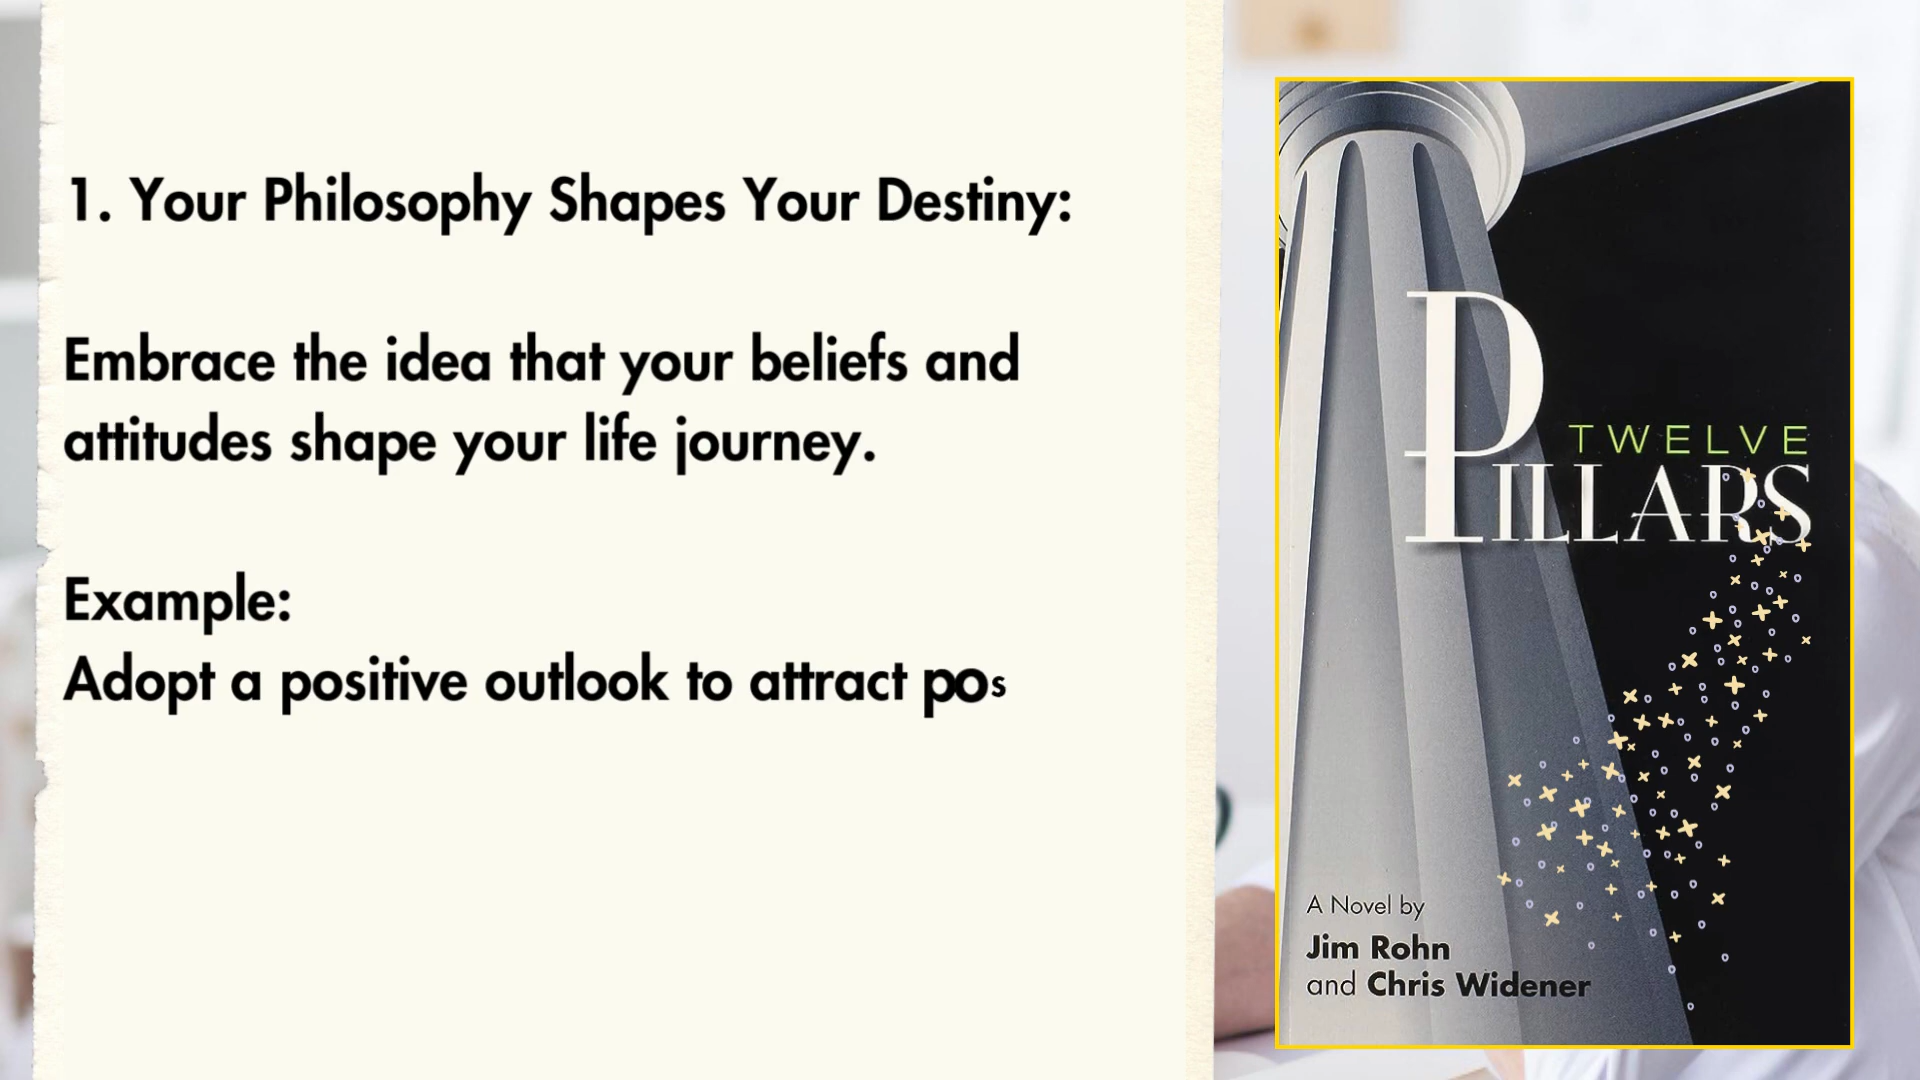 1. Your Philosophy Shapes Your Destiny:
Embrace the idea that your beliefs and
attitudes shape your life journey.
Example:
Adopt a positive outlook to attract pos
TWELVE
PILLARS
A Novel by
Jim Rohn
and Chris Widener